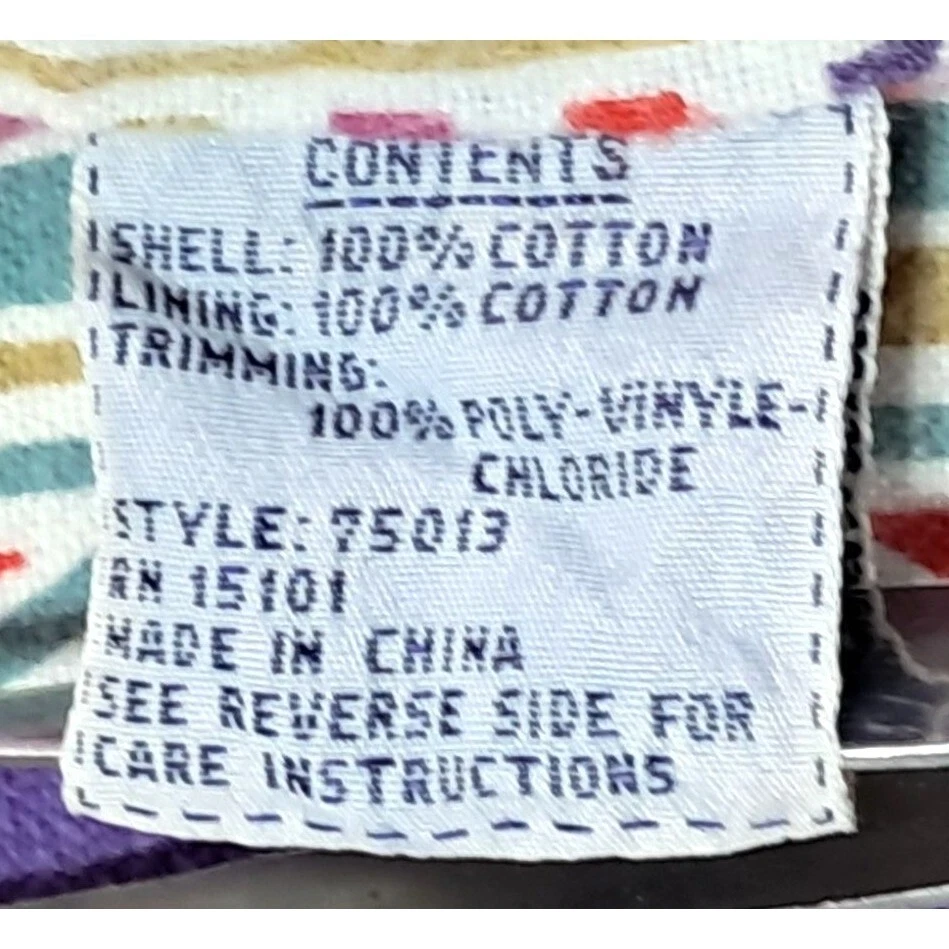 CONTENTS
SHELL: 100% COTTON
LINING: 100% COTTON
TRIMMING:
100% POLY-VINYLE-
CHLORIDE
STYLE: 75013
RN 15101
MADE IN CHINA
SEE REVERSE SIDE FOR
CARE INSTRUCTIONS